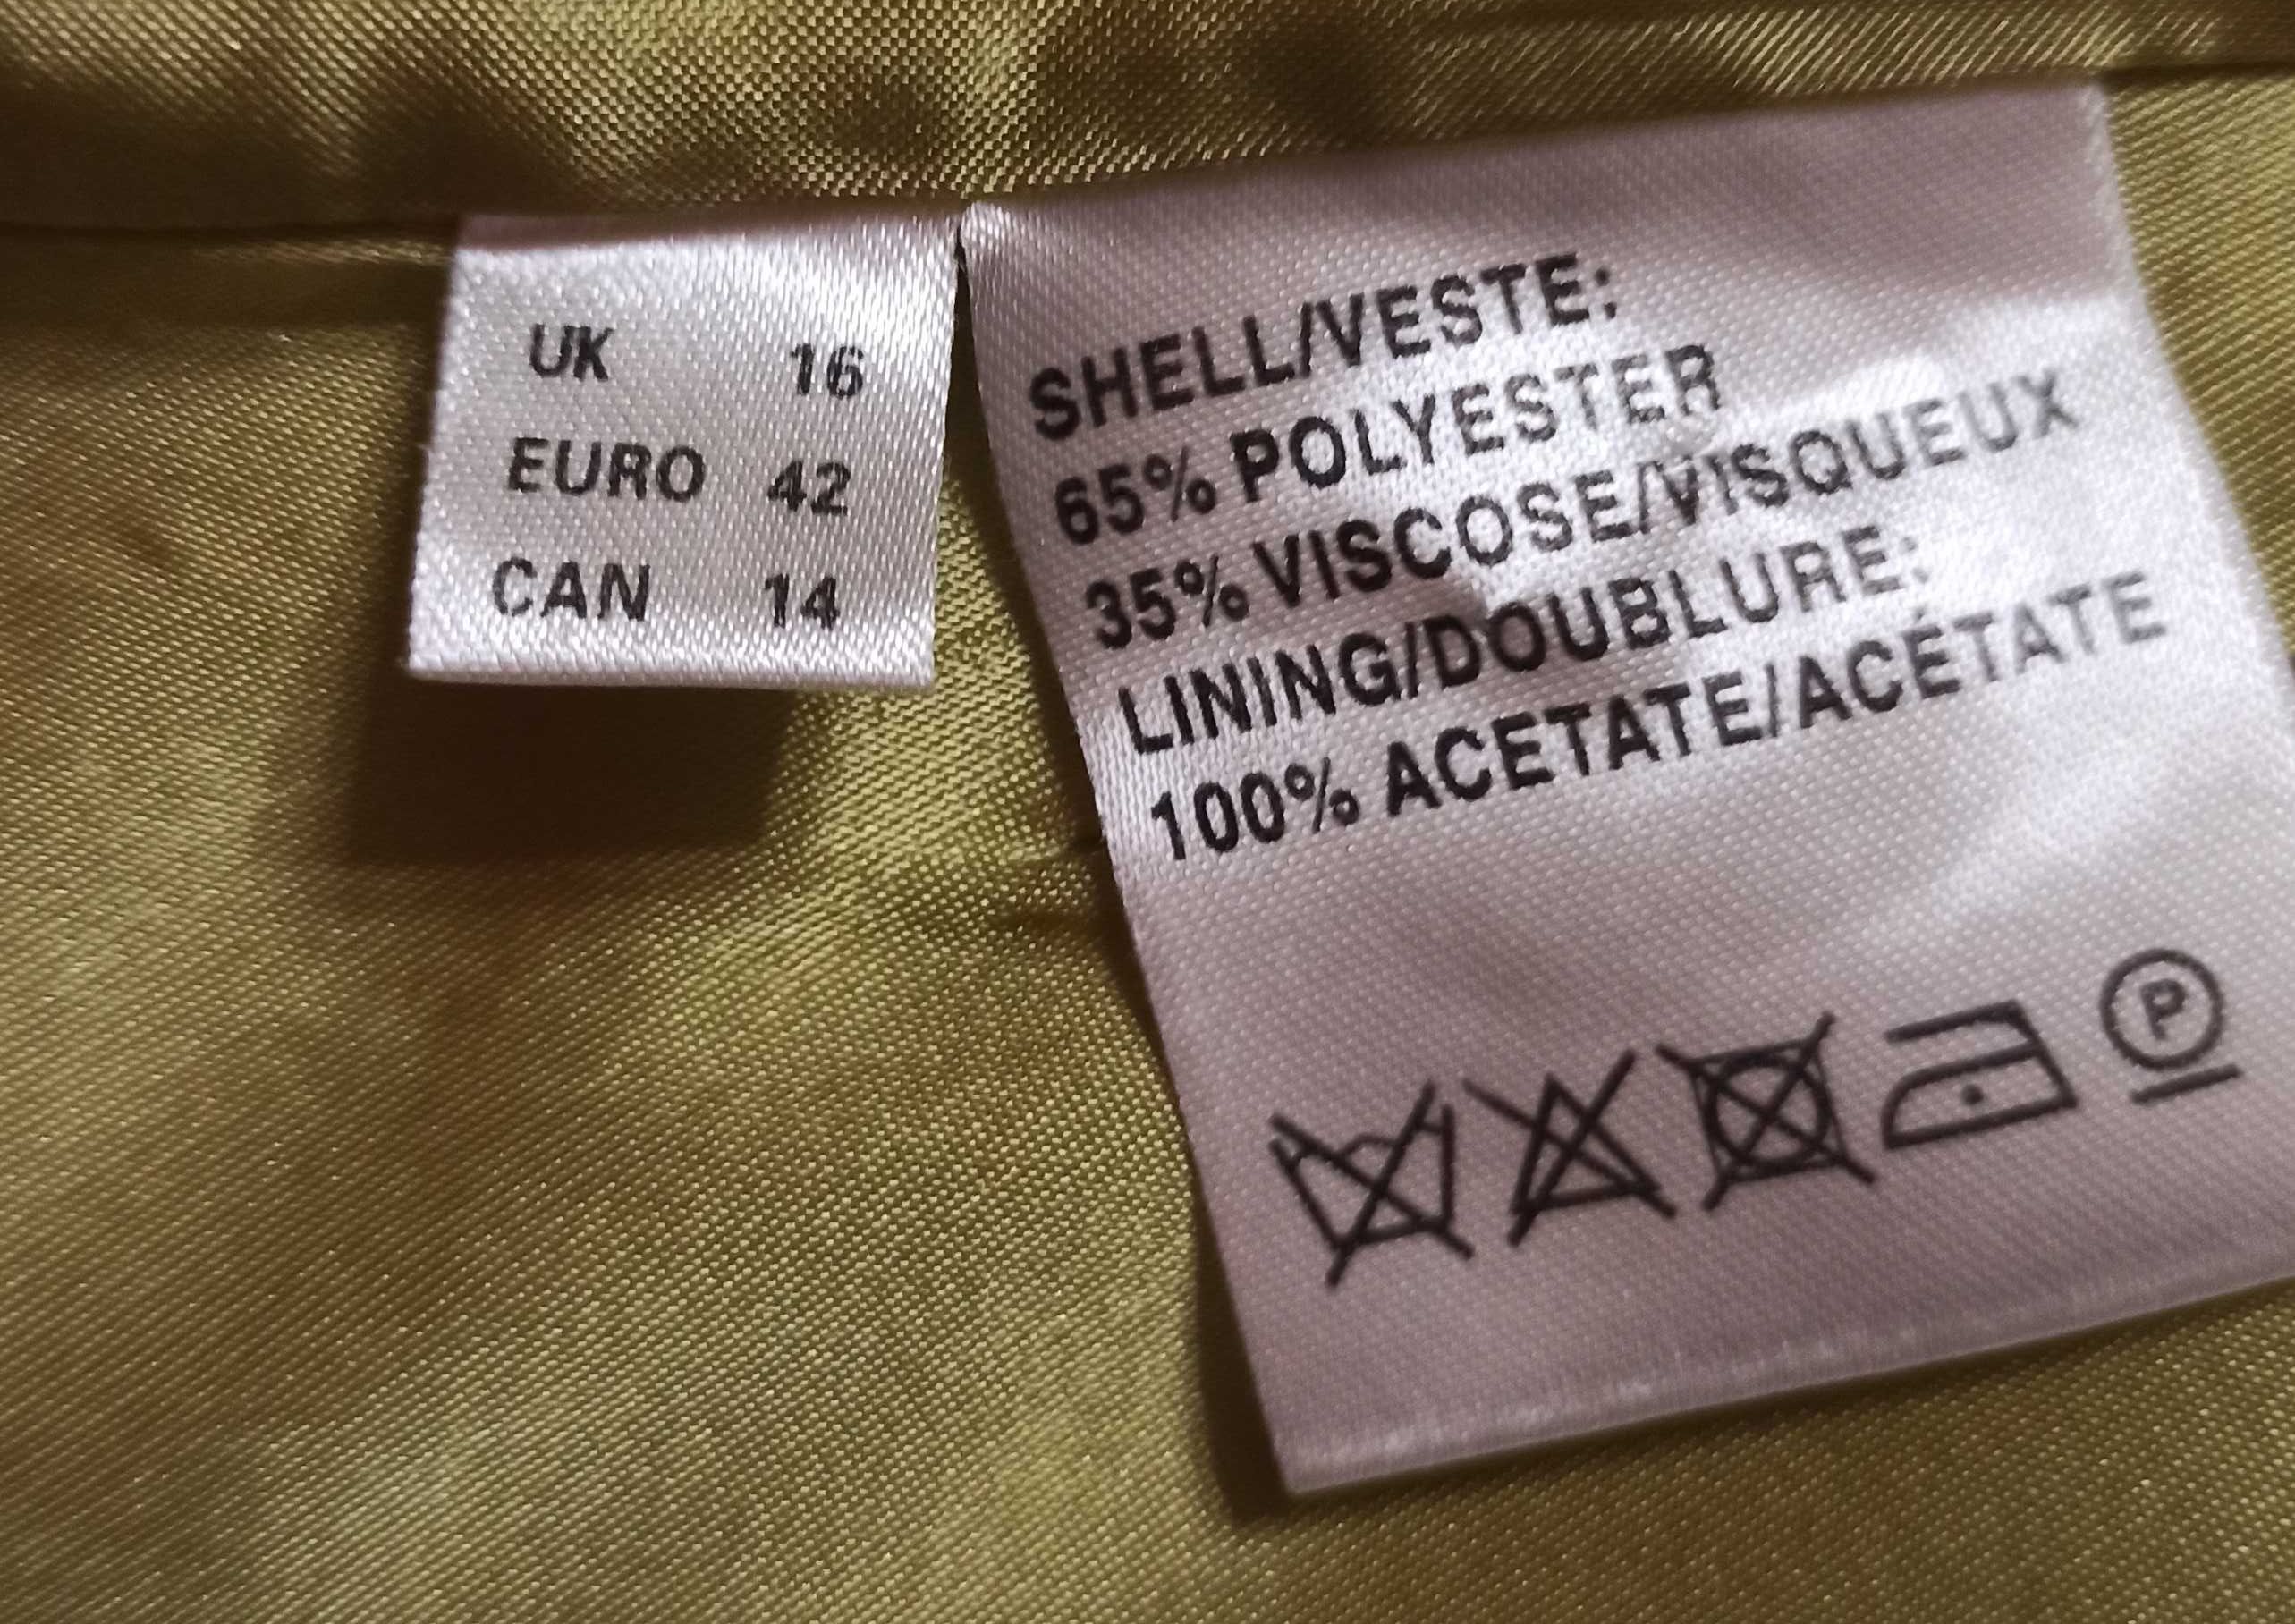 UK 16
EURO 42
CAN 14
SHELL/VESTE:
65% POLYESTER
35% VISCOSE/VISQUEUX
LINING/DOUBLURE:
100% ACETATE/ACÉTATE
P